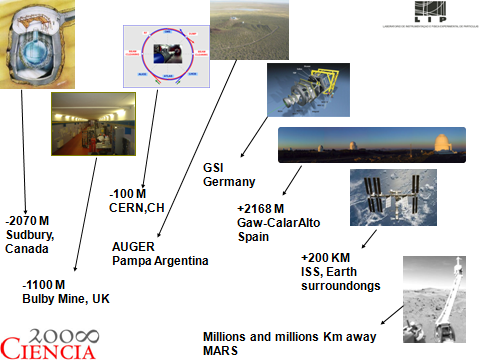 LIP
-2070 M
Sudbury,
Canada
-1100 M
Bulby Mine, UK
-100 M
CERN,CH
AUGER
Pampa Argentina
GSI
Germany
+2168 M
Gaw-CalarAlto
Spain
+200 KM
ISS, Earth
surroundongs
Millions and millions Km away
MARS
2008
CIENCIA